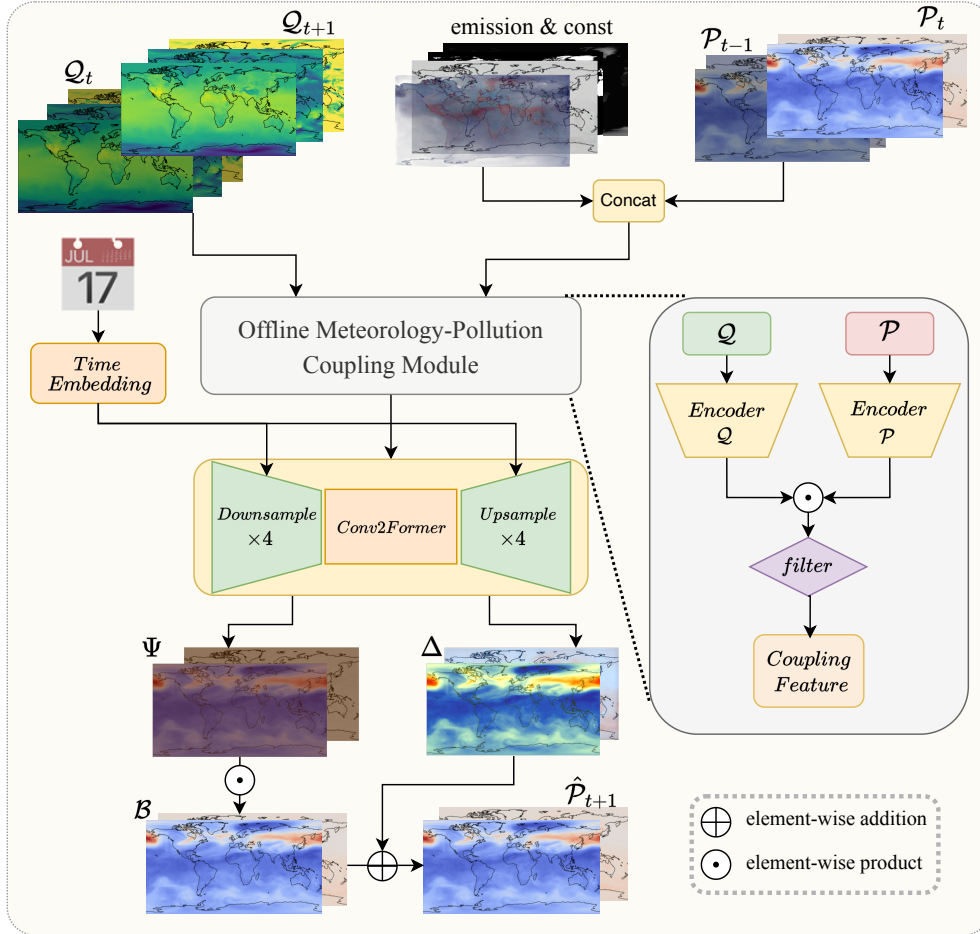 𝒬ₜ₊₁
𝒬ₜ
emission & const
𝒫ₜ₋₁
𝒫ₜ
Concat
JUL
17
Time
Embedding
Offline Meteorology-Pollution
Coupling Module
𝒬
𝒫
Encoder
𝒬
Encoder
𝒫
Downsample
×4
Conv2Former
Upsample
×4
filter
Coupling
Feature
Ψ
Δ
ℬ
𝒫̂ₜ₊₁
element-wise addition
element-wise product